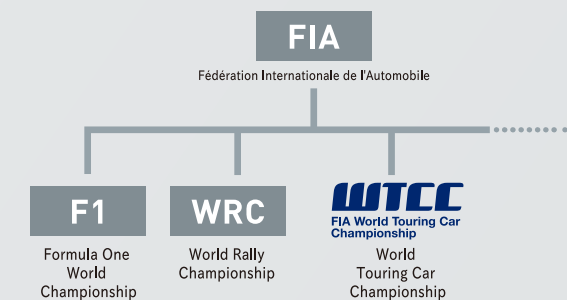 FIA
Fédération Internationale de l'Automobile
F1
WRC
WTCC
FIA World Touring Car
Championship
Formula One
World
Championship
World Rally
Championship
World
Touring Car
Championship